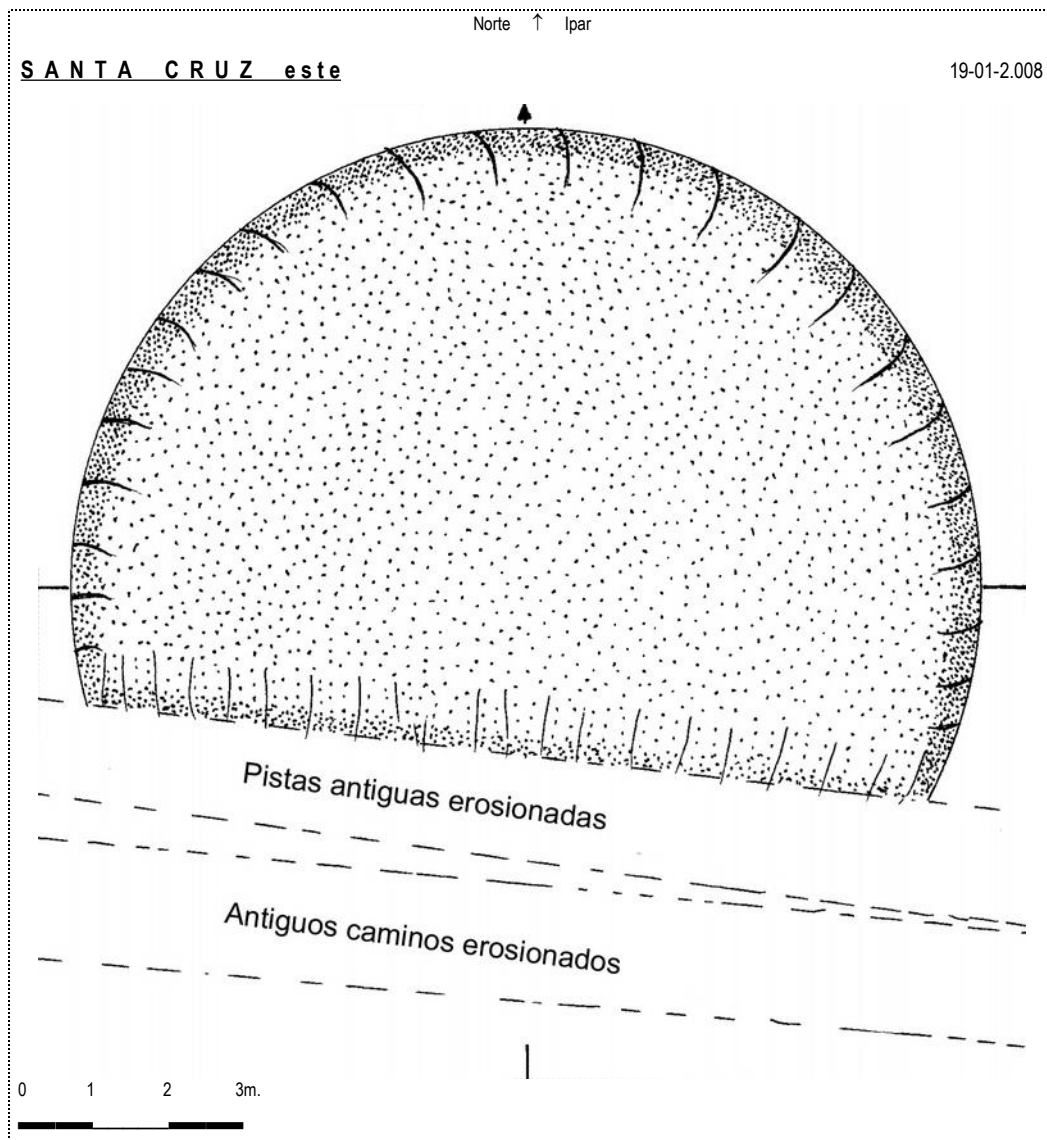 Norte ↑ Ipar
SANTA CRUZ este 19-01-2.008
Pistas antiguas erosionadas
Antiguos caminos erosionados
0 1 2 3m.